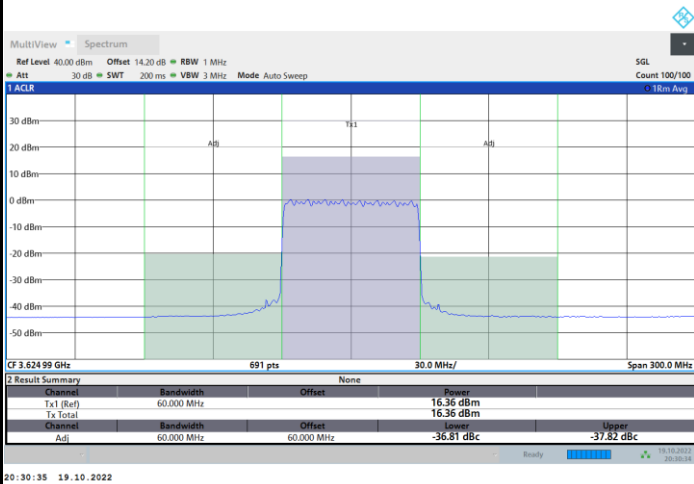 MultiView Spectrum
Ref Level 40.00 dBm Offset 14.20 dB RBW 1 MHz SGL
Att 30 dB SWT 200 ms VBW 3 MHz Mode Auto Sweep Count 100/100
1 ACLR 1Rm Avg
30 dBm
Tx1
20 dBm
Adj Adj
10 dBm
0 dBm
-10 dBm
-20 dBm
-30 dBm
-40 dBm
-50 dBm
CF 3.624 99 GHz 691 pts 30.0 MHz/ Span 300.0 MHz
2 Result Summary None
Channel Bandwidth Offset Power
Tx1 (Ref) 60.000 MHz 16.36 dBm
Tx Total 16.36 dBm
Channel Bandwidth Offset Lower Upper
Adj 60.000 MHz 60.000 MHz -36.81 dBc -37.82 dBc
Ready 19.10.2022
20:30:34
20:30:35 19.10.2022